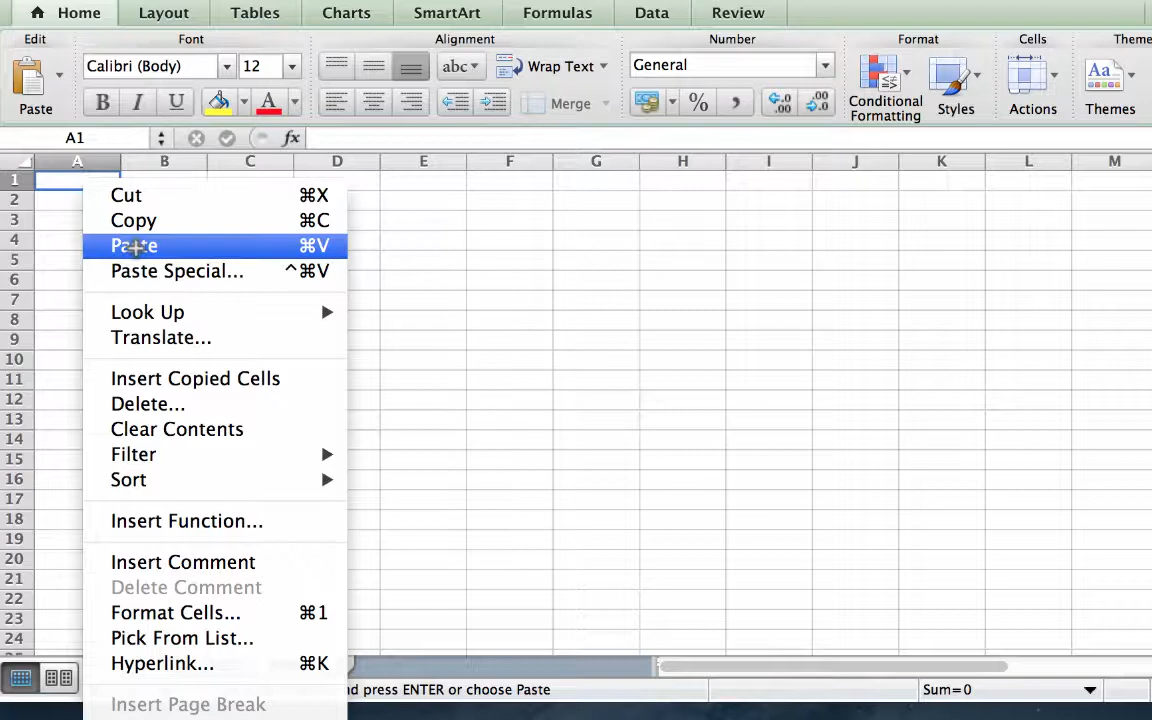 Home Layout Tables Charts SmartArt Formulas Data Review
Edit Font Alignment Number Format Cells Theme
Calibri (Body) 12 abc Wrap Text General
Paste B I U A Merge % Conditional Formatting Styles Actions Aa Themes
A1 fx
A B C D E F G H I J K L M
1
2
3
4
5
6
7
8
9
10
11
12
13
14
15
16
17
18
19
20
21
22
23
24
Cut ⌘X
Copy ⌘C
Paste ⌘V
Paste Special... ^⌘V
Look Up
Translate...
Insert Copied Cells
Delete...
Clear Contents
Filter
Sort
Insert Function...
Insert Comment
Delete Comment
Format Cells... ⌘1
Pick From List...
Hyperlink... ⌘K
Insert Page Break
press ENTER or choose Paste Sum=0